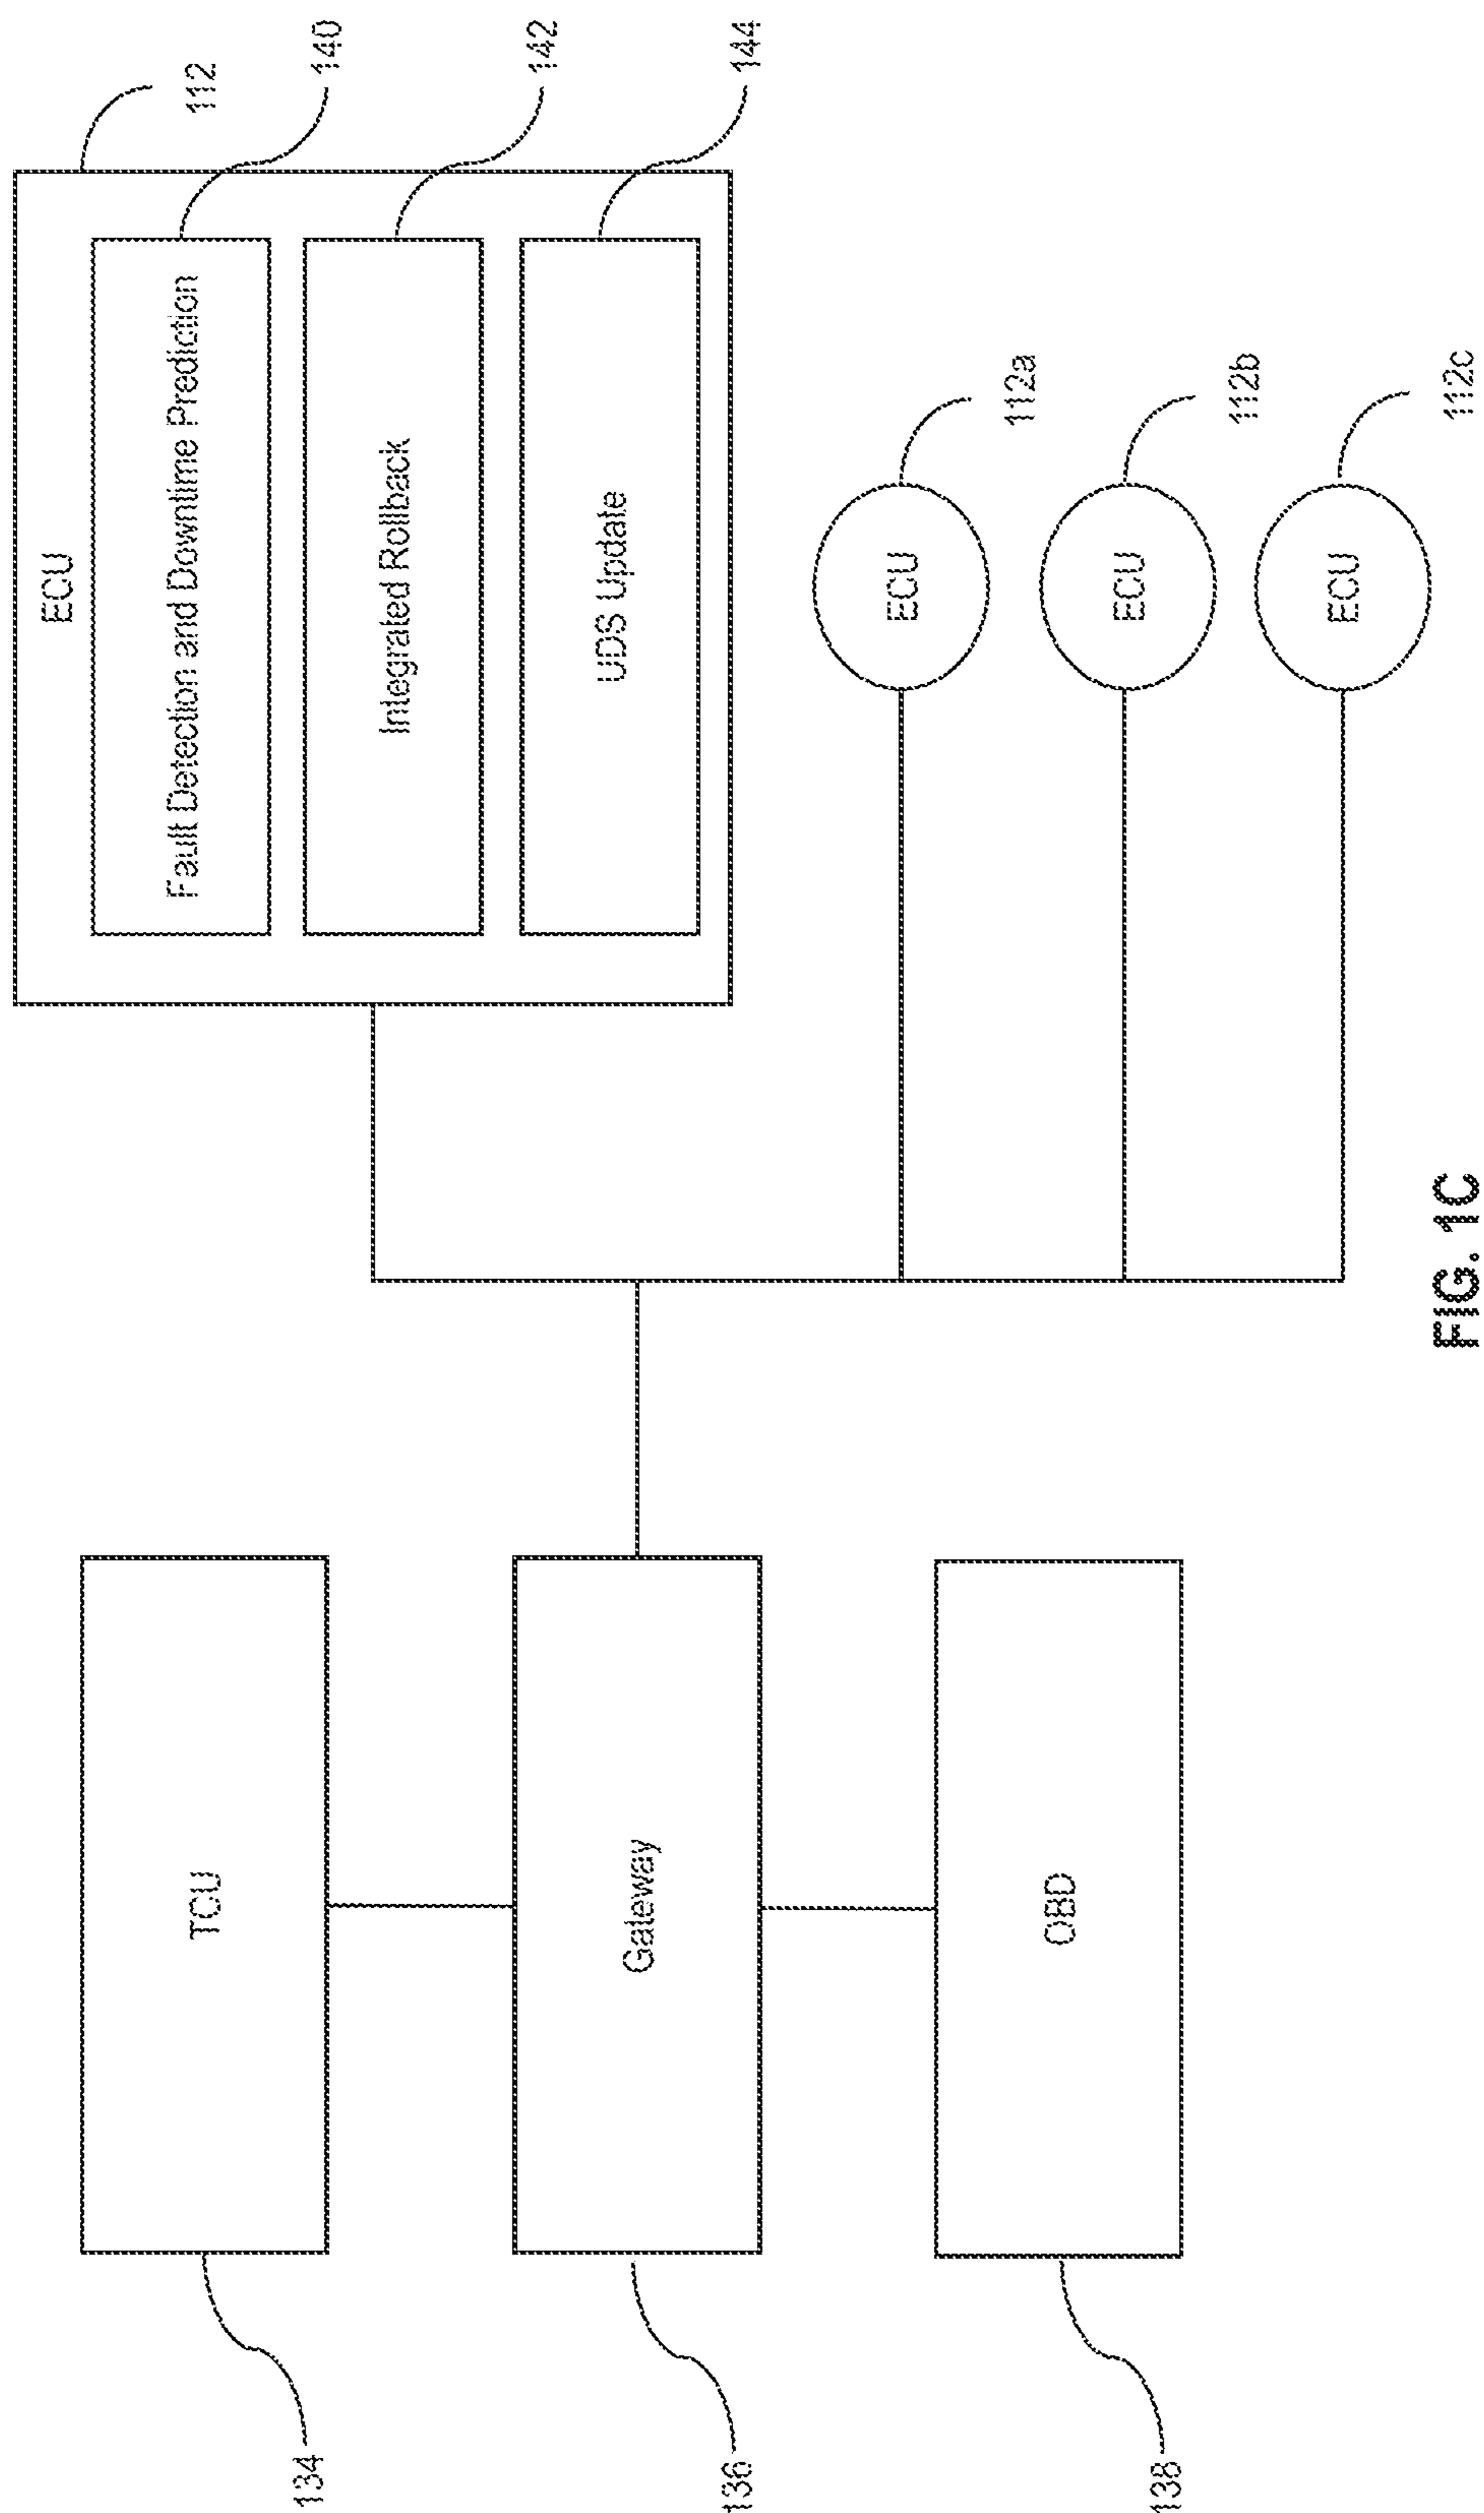 ECU
112
Fault Detection and Downtime Prediction
140
Integrated Rollback
142
UDS Update
144
TCU
134
Gateway
136
OBD
138
ECU
112a
ECU
112b
ECU
112c
FIG. 1C